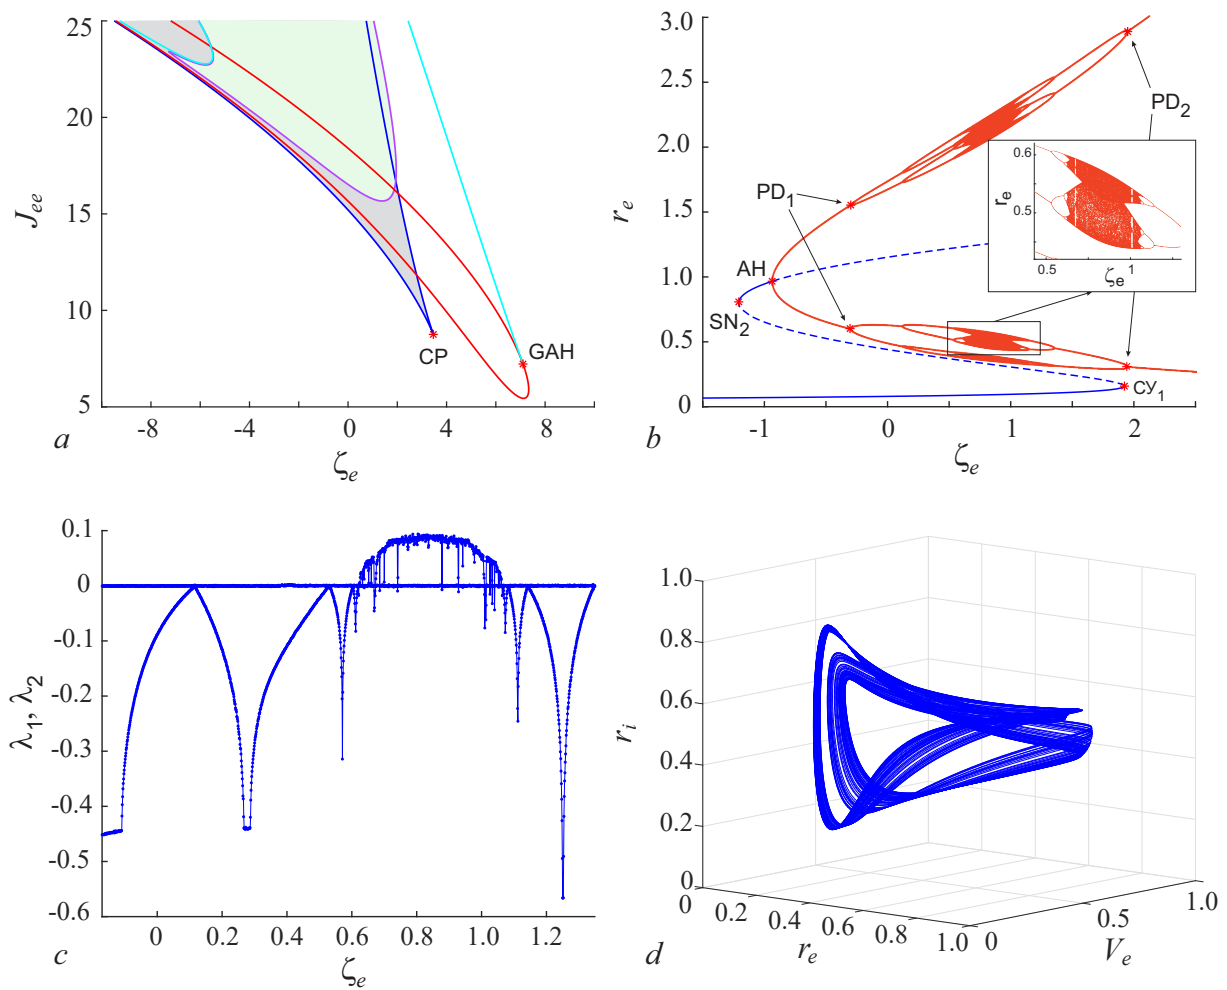 25
20
15
10
5
J_ee
-8
-4
0
4
8
ζ_e
CP
GAH
a
3.0
2.5
2.0
1.5
1.0
0.5
0
r_e
-1
0
1
2
ζ_e
PD_2
PD_1
AH
SN_2
СУ_1
0.6
0.5
r_e
0.5
1
ζ_e
b
0.1
0
-0.1
-0.2
-0.3
-0.4
-0.5
-0.6
λ_1, λ_2
0
0.2
0.4
0.6
0.8
1.0
1.2
ζ_e
c
1.0
0.8
0.6
0.4
0.2
0
r_i
0
0.2
0.4
0.6
0.8
1.0
r_e
0
0.5
1.0
V_e
d